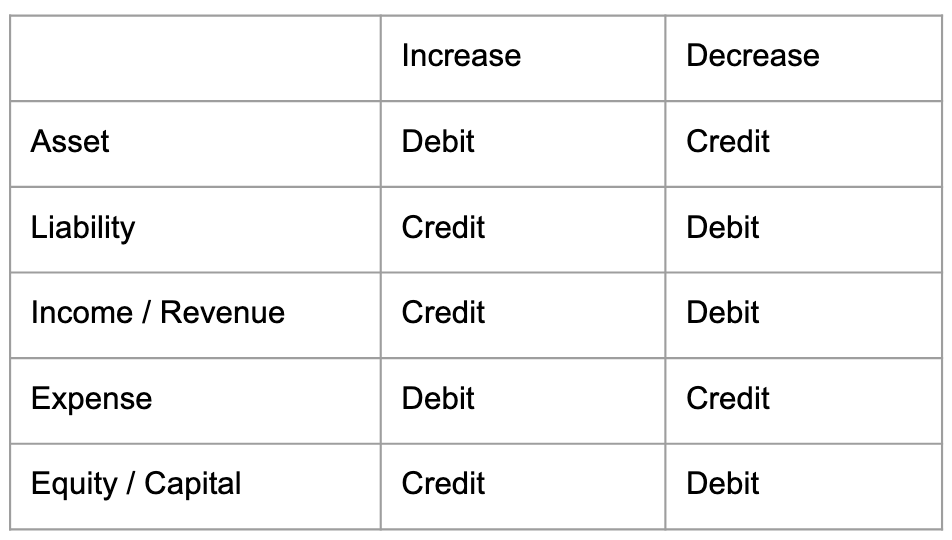 Increase Decrease
Asset Debit Credit
Liability Credit Debit
Income / Revenue Credit Debit
Expense Debit Credit
Equity / Capital Credit Debit